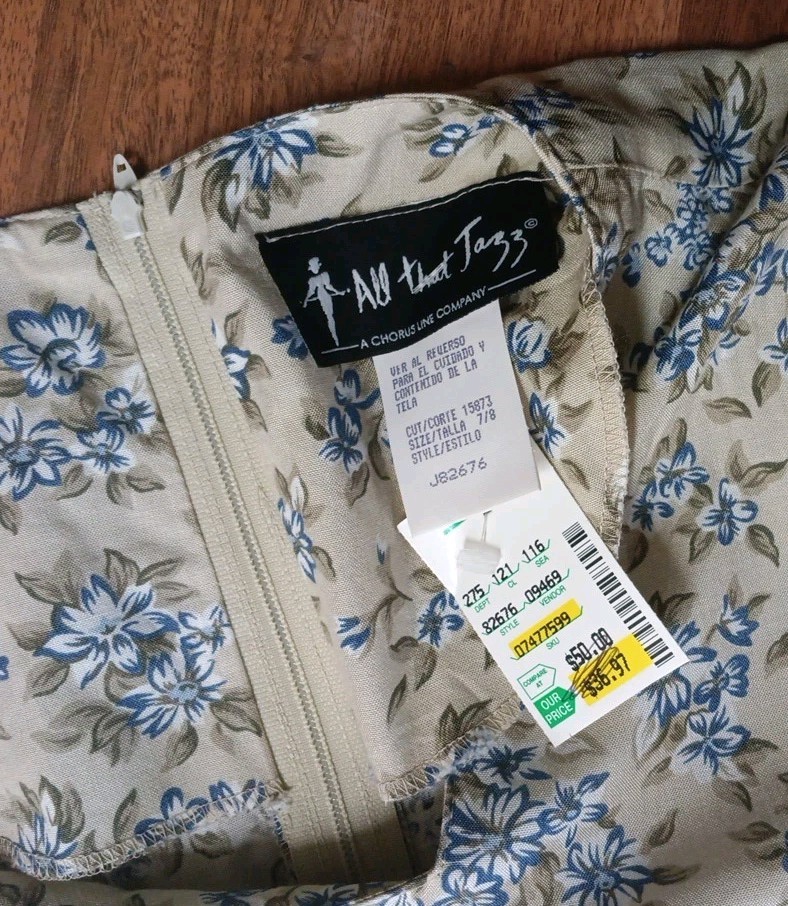 All that Jazz©
A CHORUS LINE COMPANY
VER AL REVERSO
PARA EL CUIDADO Y
CONTENIDO DE LA
TELA
CUT/CORTE 15873
SIZE/TALLA 7/8
STYLE/ESTILO
J82676
275 121 116
DEPT CL SEA
82676 09469
STYLE VENDOR
07477599
SKU
COMPARE AT $50.00
OUR PRICE $36.97